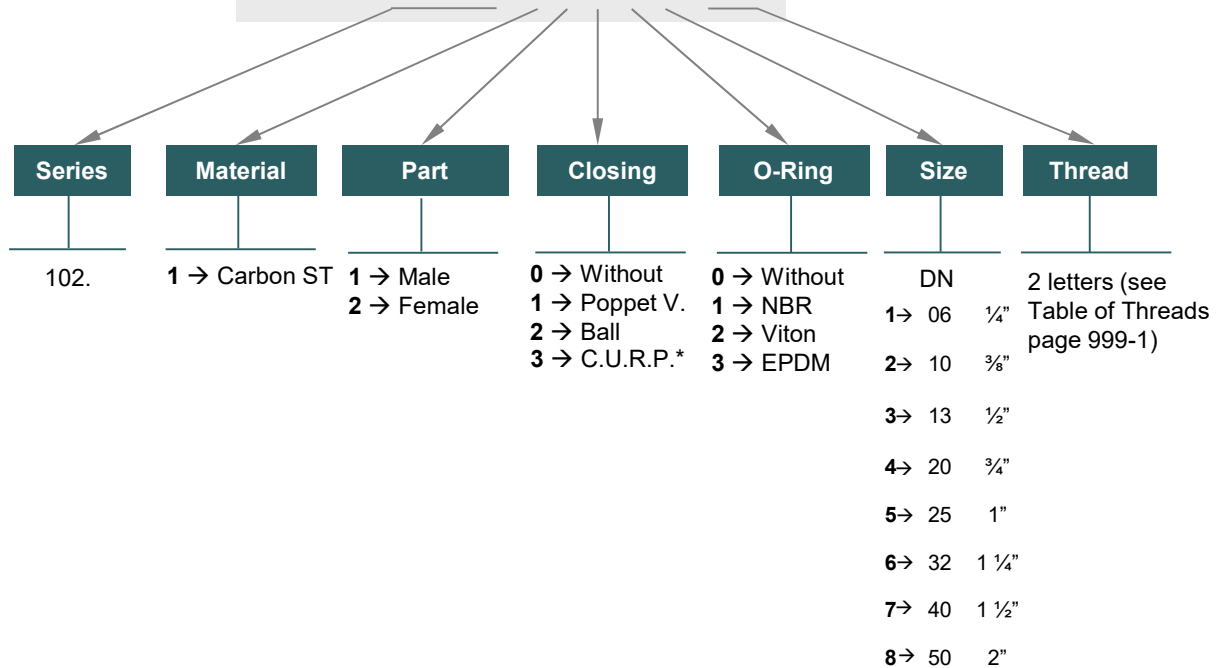 Series Material Part Closing O-Ring Size Thread
102.
1 → Carbon ST
1 → Male
2 → Female
0 → Without
1 → Poppet V.
2 → Ball
3 → C.U.R.P.*
0 → Without
1 → NBR
2 → Viton
3 → EPDM
DN
1→ 06 ¼”
2→ 10 ⅜”
3→ 13 ½”
4→ 20 ¾”
5→ 25 1”
6→ 32 1 ¼”
7→ 40 1 ½”
8→ 50 2”
2 letters (see
Table of Threads
page 999-1)